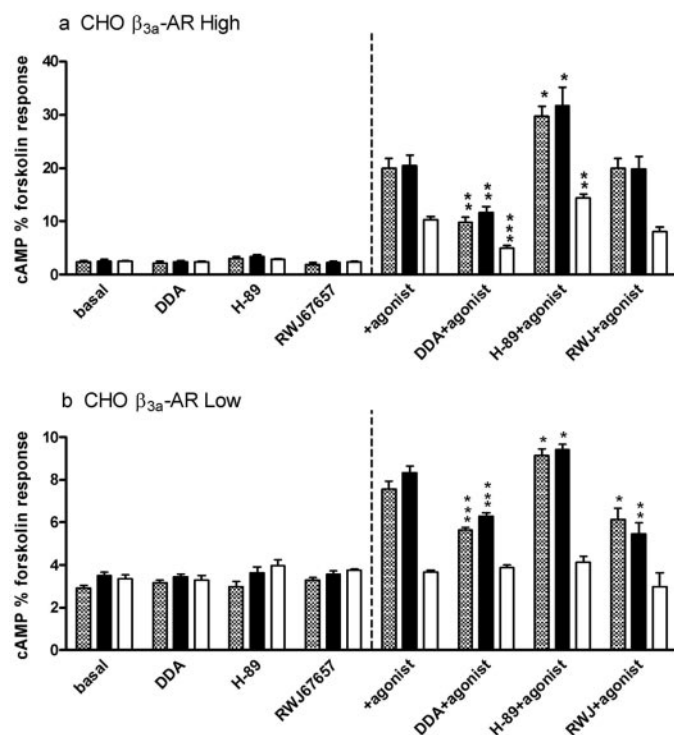 a CHO β3a-AR High
cAMP % forskolin response
40
30
20
10
0
* *
** ** *** **
basal DDA H-89 RWJ67657 +agonist DDA+agonist H-89+agonist RWJ+agonist
b CHO β3a-AR Low
cAMP % forskolin response
10
8
6
4
2
0
* *
*** *** * **
basal DDA H-89 RWJ67657 +agonist DDA+agonist H-89+agonist RWJ+agonist